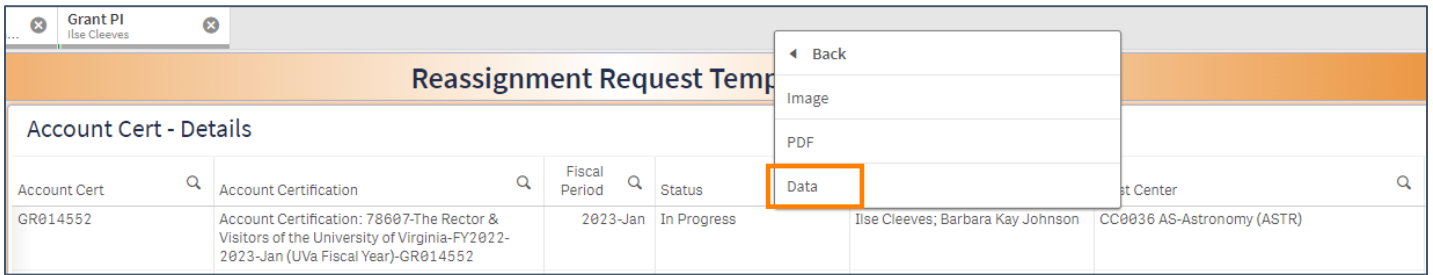 ...
Grant PI
Ilse Cleeves
Back
Reassignment Request Temp
Image
Account Cert - Details
PDF
Data
Account Cert
Account Certification
Fiscal
Period
Status
st Center
GR014552
Account Certification: 78607-The Rector &
Visitors of the University of Virginia-FY2022-
2023-Jan (UVa Fiscal Year)-GR014552
2023-Jan
In Progress
Ilse Cleeves; Barbara Kay Johnson
CC0036 AS-Astronomy (ASTR)